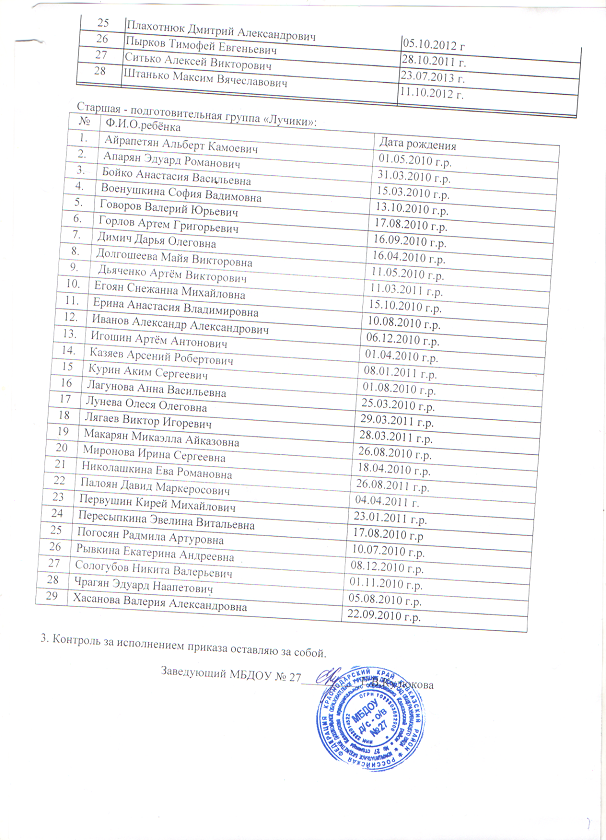 25 Плахотнюк Дмитрий Александрович 05.10.2012 г
26 Пырков Тимофей Евгеньевич 28.10.2011 г.
27 Ситько Алексей Викторович 23.07.2013 г.
28 Штанько Максим Вячеславович 11.10.2012 г.
Старшая - подготовительная группа «Лучики»:
№ Ф.И.О.ребёнка Дата рождения
1. Айрапетян Альберт Камоевич 01.05.2010 г.р.
2. Апарян Эдуард Романович 31.03.2010 г.р.
3. Бойко Анастасия Васильевна 15.03.2010 г.р.
4. Военушкина София Вадимовна 13.10.2010 г.р.
5. Говоров Валерий Юрьевич 17.08.2010 г.р.
6. Горлов Артем Григорьевич 16.09.2010 г.р.
7. Димич Дарья Олеговна 16.04.2010 г.р.
8. Долгошеева Майя Викторовна 11.05.2010 г.р.
9. Дьяченко Артём Викторович 11.03.2011 г.р.
10. Егоян Снежанна Михайловна 15.10.2010 г.р.
11. Ерина Анастасия Владимировна 10.08.2010 г.р.
12. Иванов Александр Александрович 06.12.2010 г.р.
13. Игошин Артём Антонович 01.04.2010 г.р.
14. Казяев Арсений Робертович 08.01.2011 г.р.
15 Курин Аким Сергеевич 01.08.2010 г.р.
16 Лагунова Анна Васильевна 25.03.2010 г.р.
17 Лунева Олеся Олеговна 29.03.2011 г.р.
18 Лягаев Виктор Игоревич 28.03.2011 г.р.
19 Макарян Микаэлла Айказовна 26.08.2010 г.р.
20 Миронова Ирина Сергеевна 18.04.2010 г.р.
21 Николашкина Ева Романовна 26.08.2011 г.р.
22 Палоян Давид Маркеросович 04.04.2011 г.
23 Первушин Кирей Михайлович 23.01.2011 г.р.
24 Пересыпкина Эвелина Витальевна 17.08.2010 г.р
25 Погосян Радмила Артуровна 10.07.2010 г.р.
26 Рывкина Екатерина Андреевна 08.12.2010 г.р.
27 Сологубов Никита Валерьевич 01.11.2010 г.р.
28 Чрагян Эдуард Наапетович 05.08.2010 г.р.
29 Хасанова Валерия Александровна 22.09.2010 г.р.
3. Контроль за исполнением приказа оставляю за собой.
Заведующий МБДОУ № 27
МБДОУ
д/с - о/в
№27